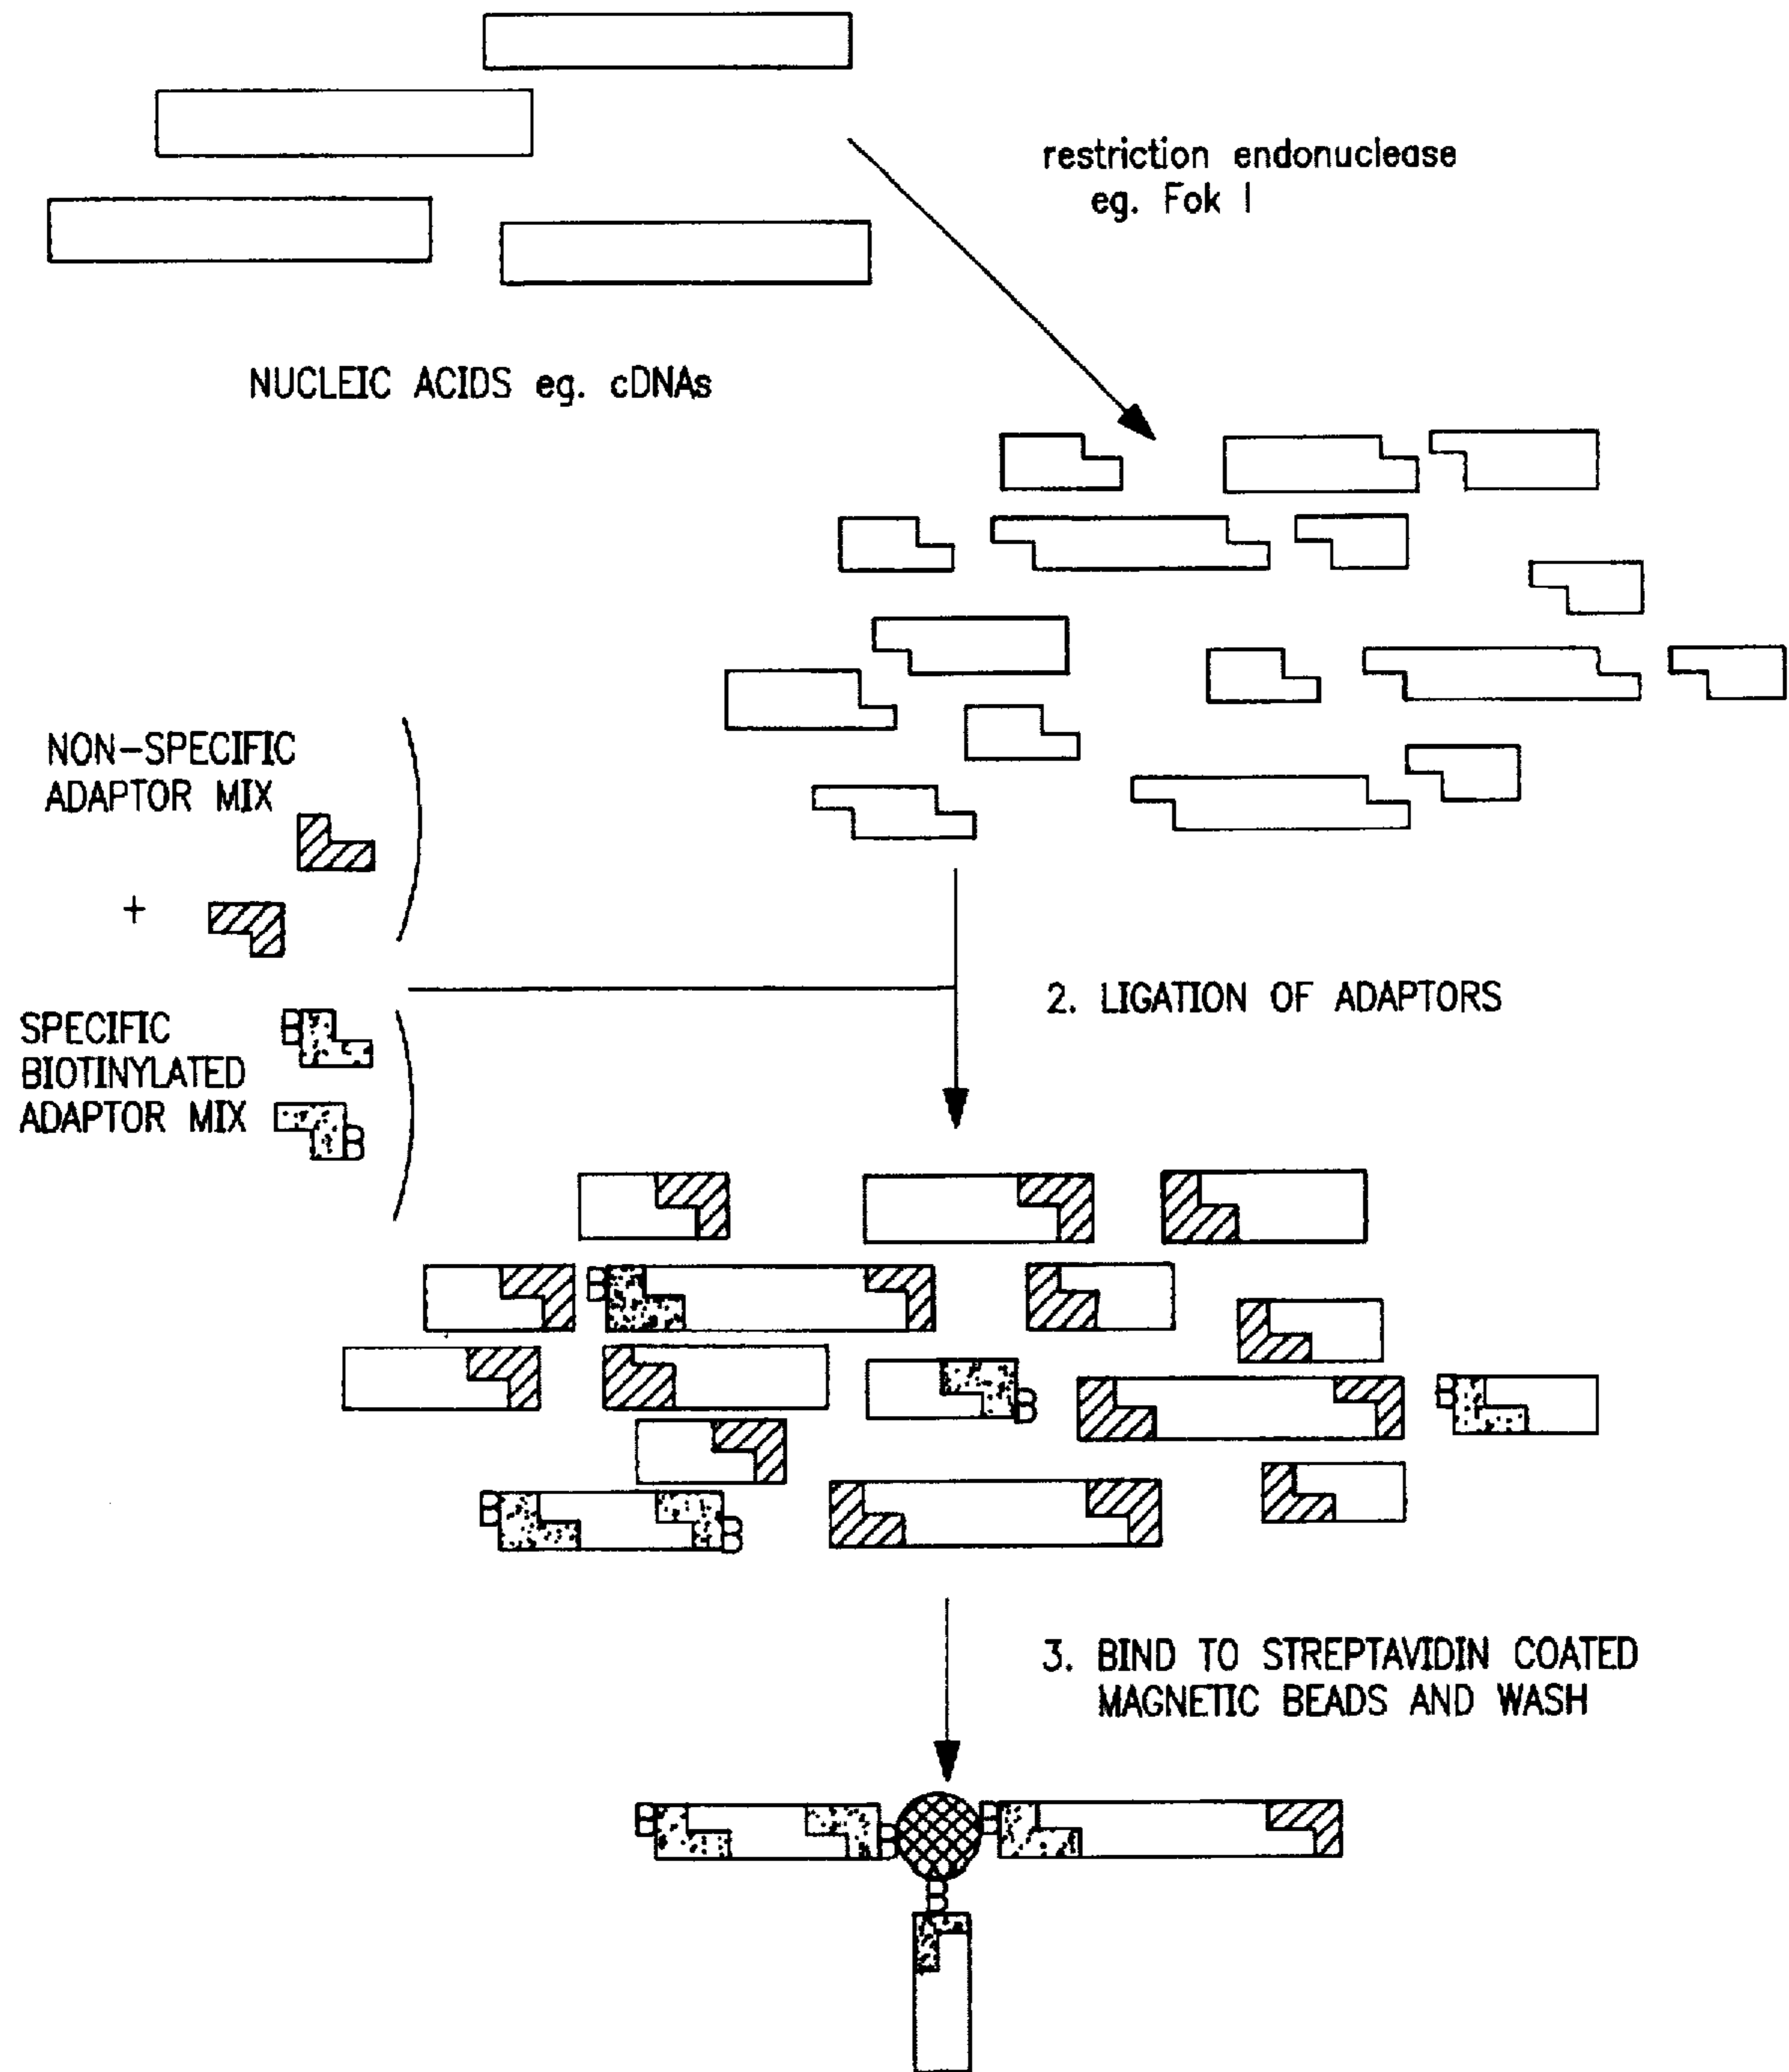 restriction endonuclease
eg. Fok I
NUCLEIC ACIDS eg. cDNAs
NON-SPECIFIC
ADAPTOR MIX
+
SPECIFIC
BIOTINYLATED
ADAPTOR MIX
B
B
2. LIGATION OF ADAPTORS
B
B
B
B
B
3. BIND TO STREPTAVIDIN COATED
MAGNETIC BEADS AND WASH
B
B
B
B